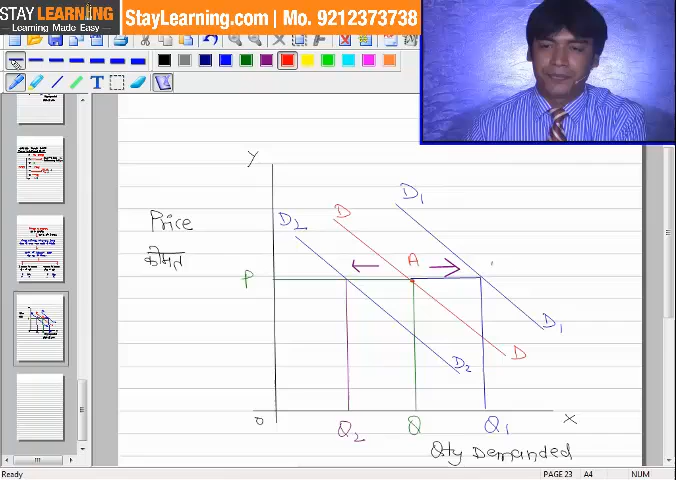 STAY LEARNING
Learning Made Easy
StayLearning.com | Mo. 9212373738
T
Y
D1
D
D2
Price
कीमत
A
P
D1
D
D2
O
Q2
Q
Q1
X
Qty Demanded
Ready
PAGE 23
A4
NUM
SCROLL